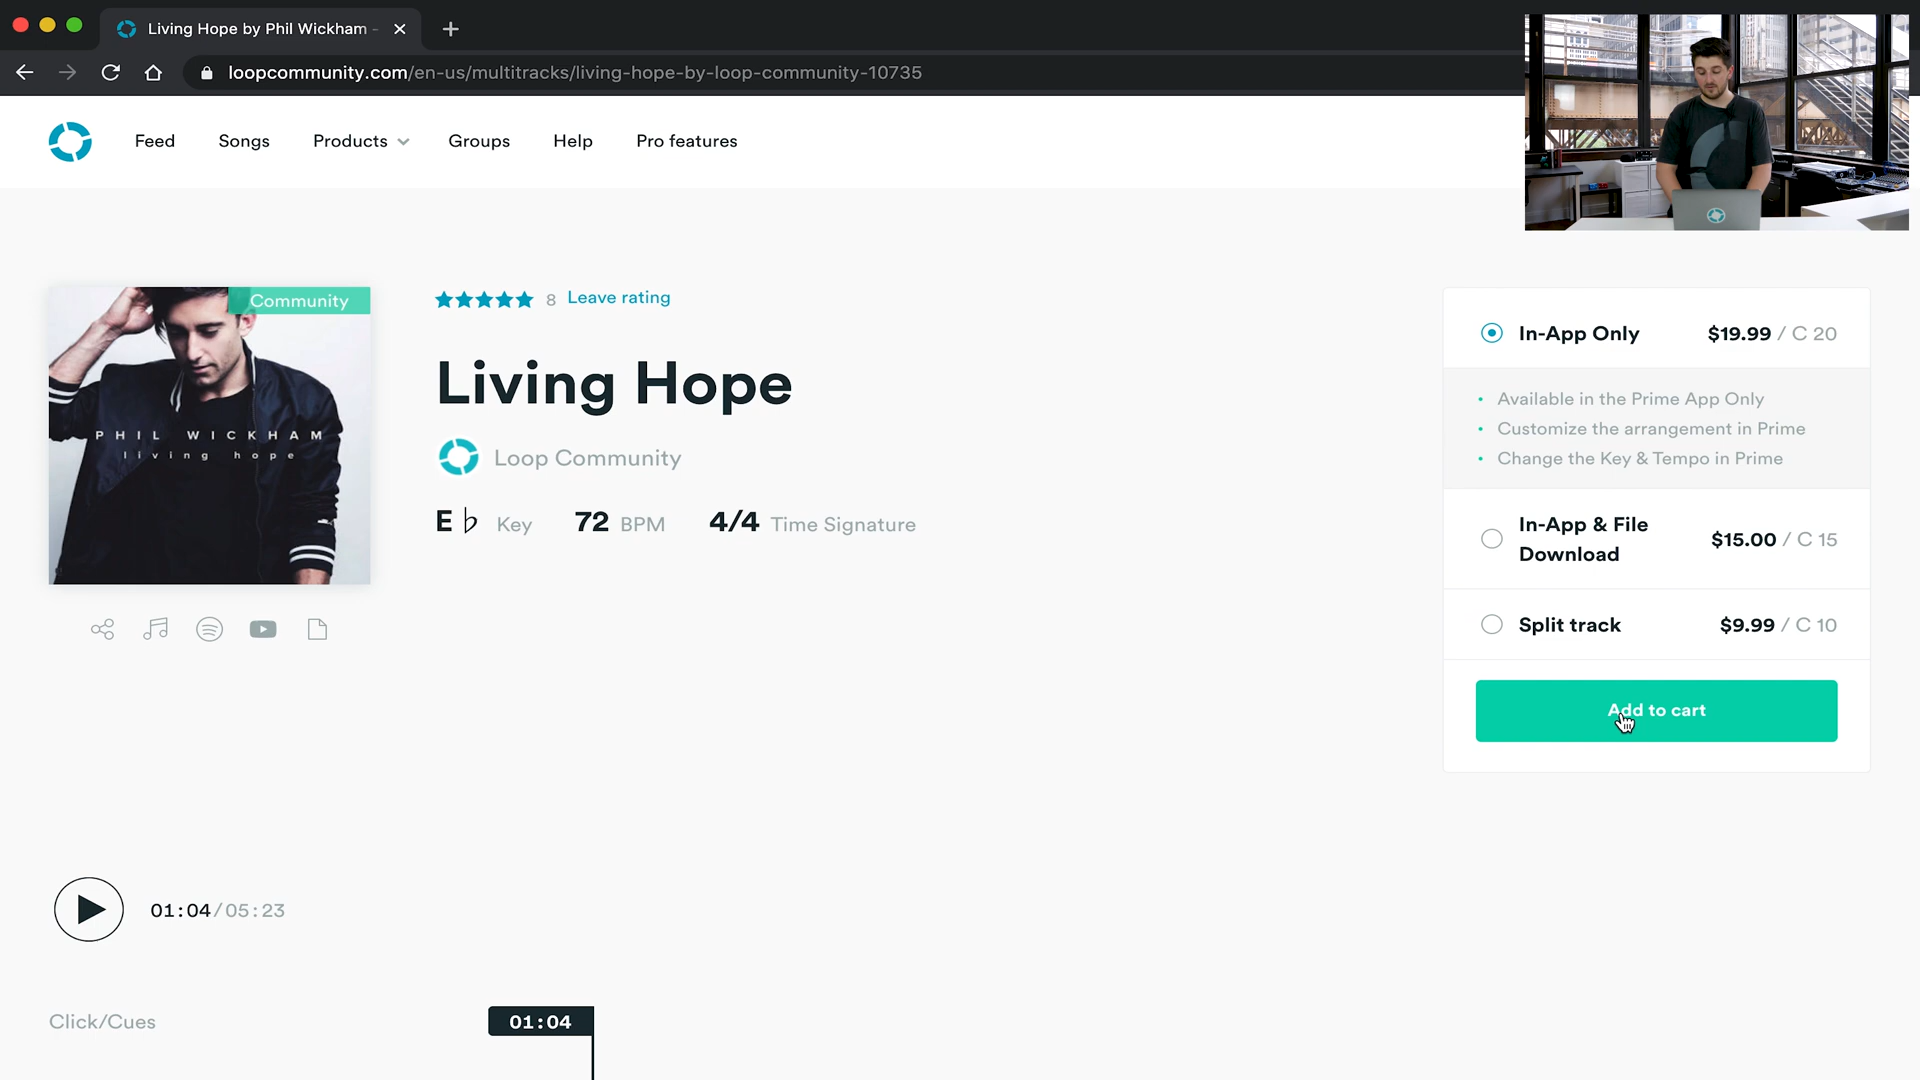 Living Hope by Phil Wickham -
loopcommunity.com/en-us/multitracks/living-hope-by-loop-community-10735
Feed Songs Products Groups Help Pro features
Community
PHIL WICKHAM
living hope
8 Leave rating
Living Hope
Loop Community
E♭ Key 72 BPM 4/4 Time Signature
In-App Only $19.99 / C 20
• Available in the Prime App Only
• Customize the arrangement in Prime
• Change the Key & Tempo in Prime
In-App & File
Download $15.00 / C 15
Split track $9.99 / C 10
Add to cart
01:04/05:23
Click/Cues
01:04